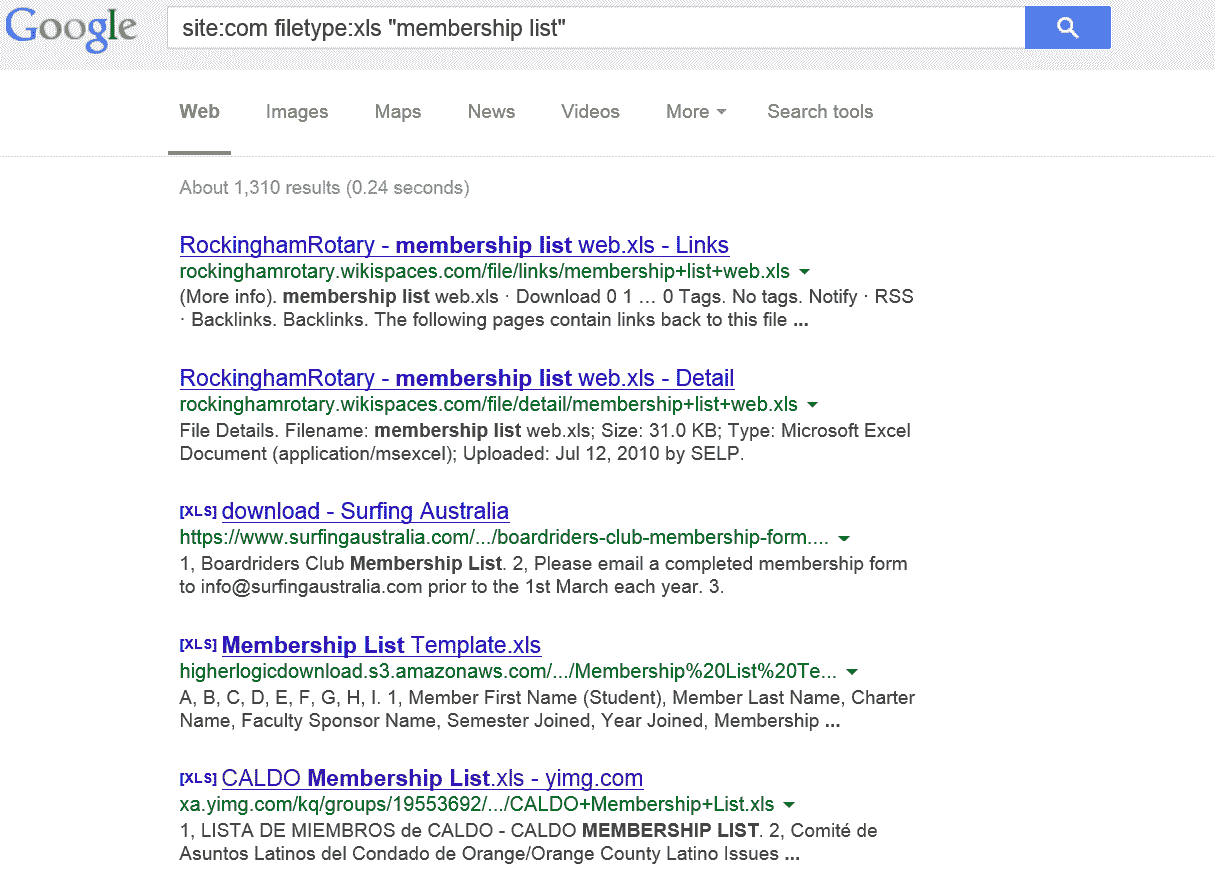 Google
site:com filetype:xls "membership list"
Web Images Maps News Videos More Search tools
About 1,310 results (0.24 seconds)
RockinghamRotary - membership list web.xls - Links
rockinghamrotary.wikispaces.com/file/links/membership+list+web.xls
(More info). membership list web.xls · Download 0 1 ... 0 Tags. No tags. Notify · RSS
· Backlinks. Backlinks. The following pages contain links back to this file ...
RockinghamRotary - membership list web.xls - Detail
rockinghamrotary.wikispaces.com/file/detail/membership+list+web.xls
File Details. Filename: membership list web.xls; Size: 31.0 KB; Type: Microsoft Excel
Document (application/msexcel); Uploaded: Jul 12, 2010 by SELP.
[XLS] download - Surfing Australia
https://www.surfingaustralia.com/.../boardriders-club-membership-form....
1, Boardriders Club Membership List. 2, Please email a completed membership form
to info@surfingaustralia.com prior to the 1st March each year. 3.
[XLS] Membership List Template.xls
higherlogicdownload.s3.amazonaws.com/.../Membership%20List%20Te...
A, B, C, D, E, F, G, H, I. 1, Member First Name (Student), Member Last Name, Charter
Name, Faculty Sponsor Name, Semester Joined, Year Joined, Membership ...
[XLS] CALDO Membership List.xls - yimg.com
xa.yimg.com/kq/groups/19553692/.../CALDO+Membership+List.xls
1, LISTA DE MIEMBROS de CALDO - CALDO MEMBERSHIP LIST. 2, Comité de
Asuntos Latinos del Condado de Orange/Orange County Latino Issues ...